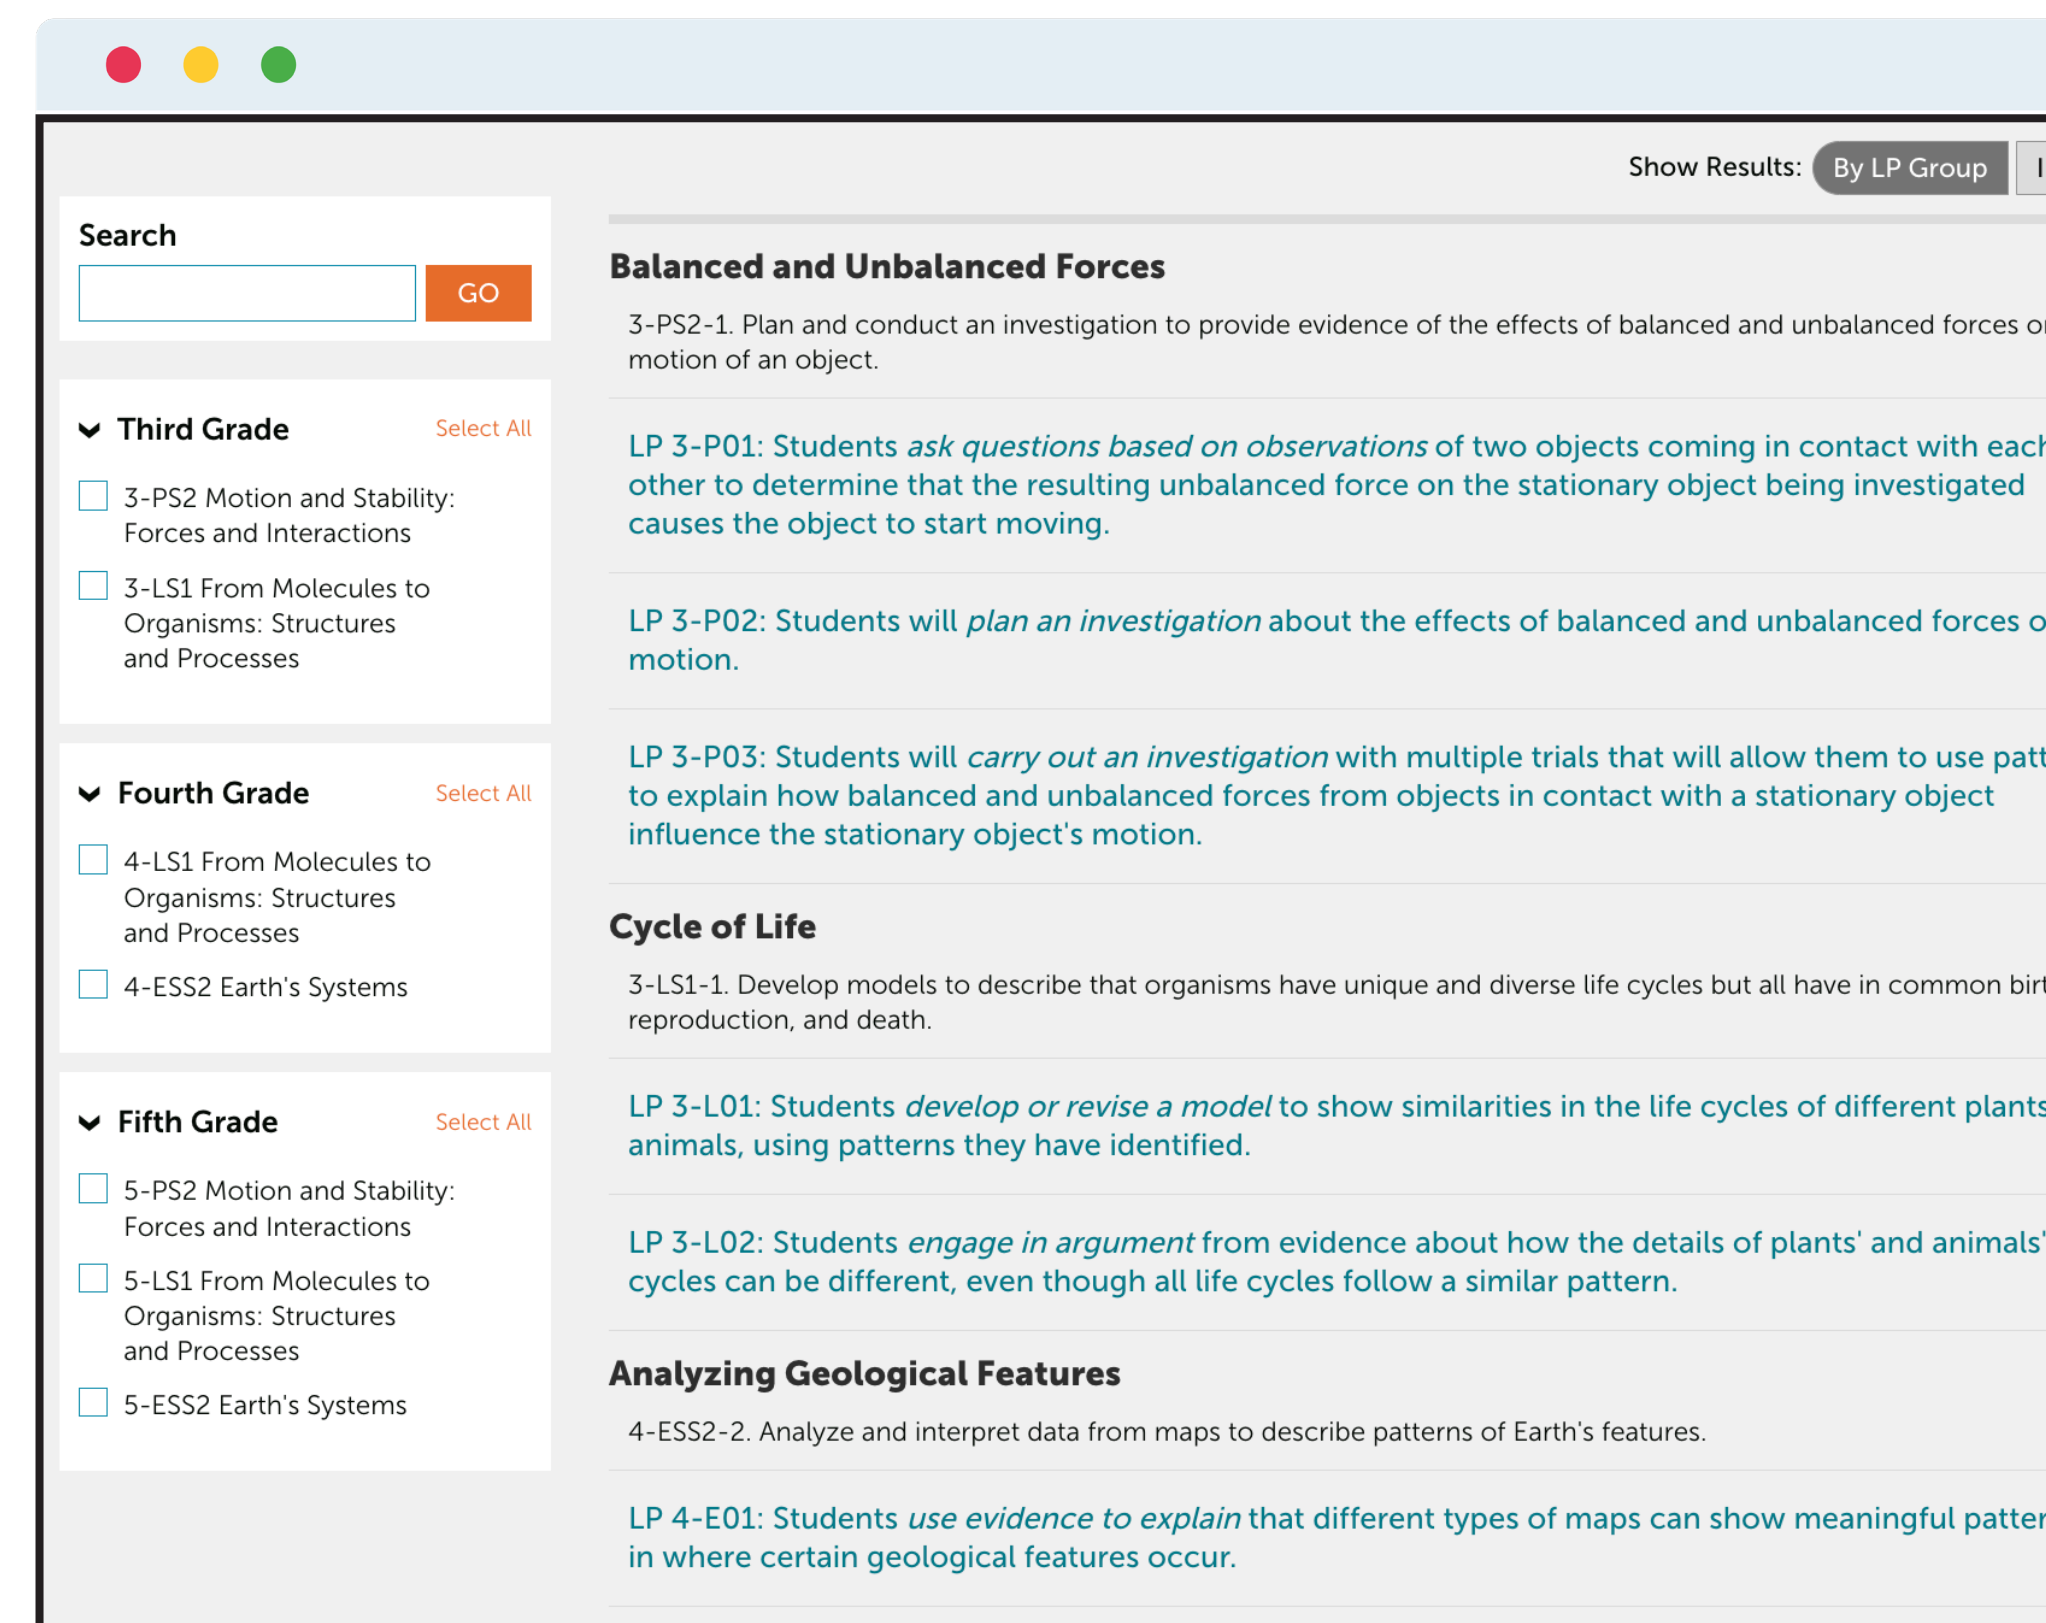 Show Results: By LP Group
Search
GO
Third Grade Select All
3-PS2 Motion and Stability:
Forces and Interactions
3-LS1 From Molecules to
Organisms: Structures
and Processes
Fourth Grade Select All
4-LS1 From Molecules to
Organisms: Structures
and Processes
4-ESS2 Earth's Systems
Fifth Grade Select All
5-PS2 Motion and Stability:
Forces and Interactions
5-LS1 From Molecules to
Organisms: Structures
and Processes
5-ESS2 Earth's Systems
Balanced and Unbalanced Forces
3-PS2-1. Plan and conduct an investigation to provide evidence of the effects of balanced and unbalanced forces
motion of an object.
LP 3-P01: Students ask questions based on observations of two objects coming in contact with
other to determine that the resulting unbalanced force on the stationary object being investigated
causes the object to start moving.
LP 3-P02: Students will plan an investigation about the effects of balanced and unbalanced forces
motion.
LP 3-P03: Students will carry out an investigation with multiple trials that will allow them to use
to explain how balanced and unbalanced forces from objects in contact with a stationary object
influence the stationary object's motion.
Cycle of Life
3-LS1-1. Develop models to describe that organisms have unique and diverse life cycles but all have in common
reproduction, and death.
LP 3-L01: Students develop or revise a model to show similarities in the life cycles of different plants
animals, using patterns they have identified.
LP 3-L02: Students engage in argument from evidence about how the details of plants' and animals'
cycles can be different, even though all life cycles follow a similar pattern.
Analyzing Geological Features
4-ESS2-2. Analyze and interpret data from maps to describe patterns of Earth's features.
LP 4-E01: Students use evidence to explain that different types of maps can show meaningful
in where certain geological features occur.